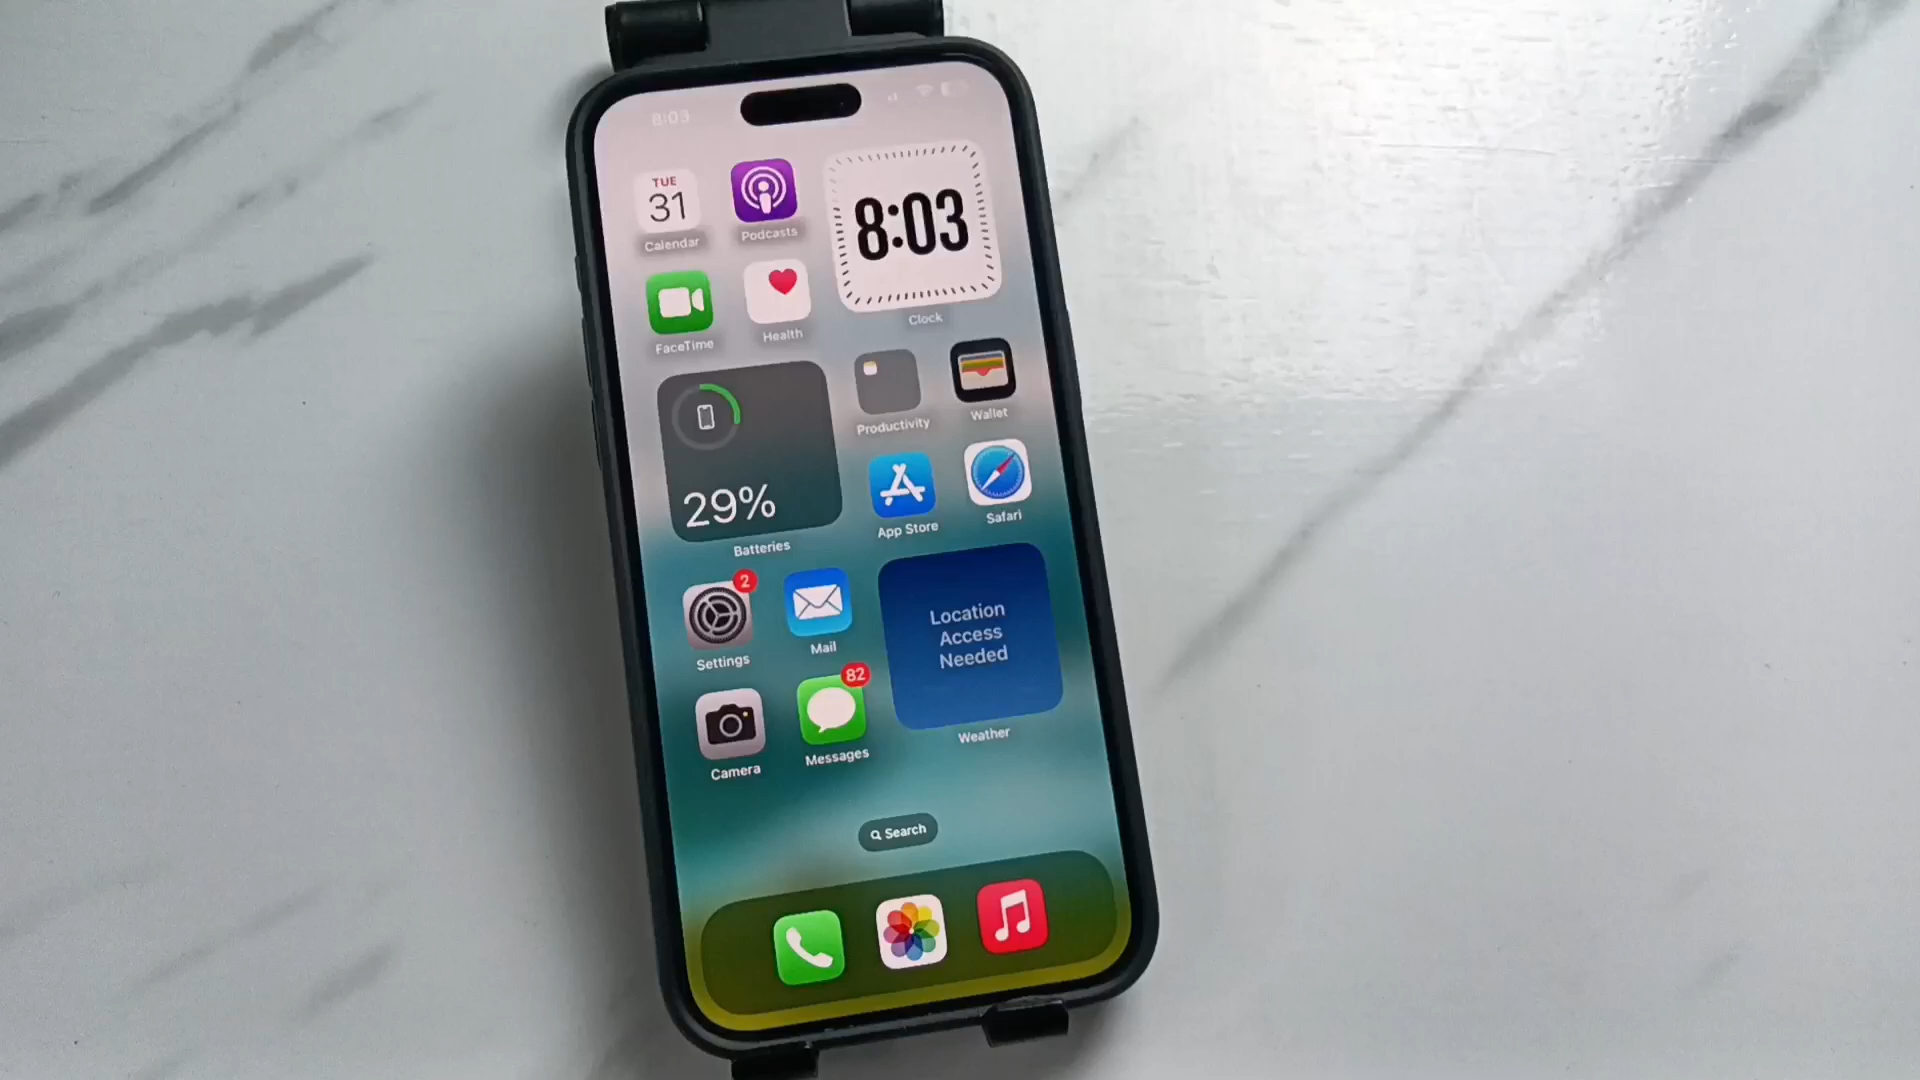 8:03
TUE
31
Calendar
Podcasts
8:03
Clock
FaceTime
Health
29%
Batteries
Productivity
Wallet
App Store
Safari
2
Settings
Mail
Location
Access
Needed
Weather
Camera
82
Messages
Search